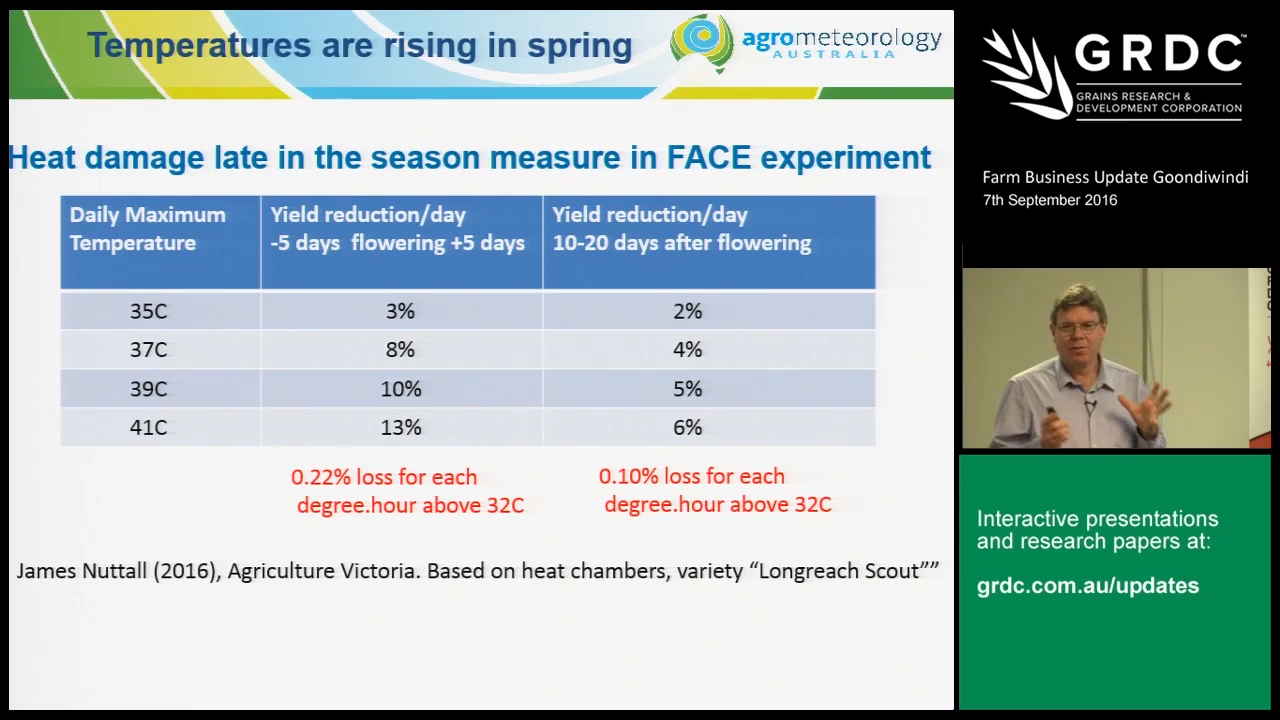 Temperatures are rising in spring
agrometeorology
AUSTRALIA
Heat damage late in the season measure in FACE experiment
Daily Maximum Temperature
Yield reduction/day -5 days flowering +5 days
Yield reduction/day 10-20 days after flowering
35C 3% 2%
37C 8% 4%
39C 10% 5%
41C 13% 6%
0.22% loss for each
degree.hour above 32C
0.10% loss for each
degree.hour above 32C
James Nuttall (2016), Agriculture Victoria. Based on heat chambers, variety “Longreach Scout””
GRDC™
GRAINS RESEARCH &
DEVELOPMENT CORPORATION
Farm Business Update Goondiwindi
7th September 2016
Interactive presentations
and research papers at:
grdc.com.au/updates